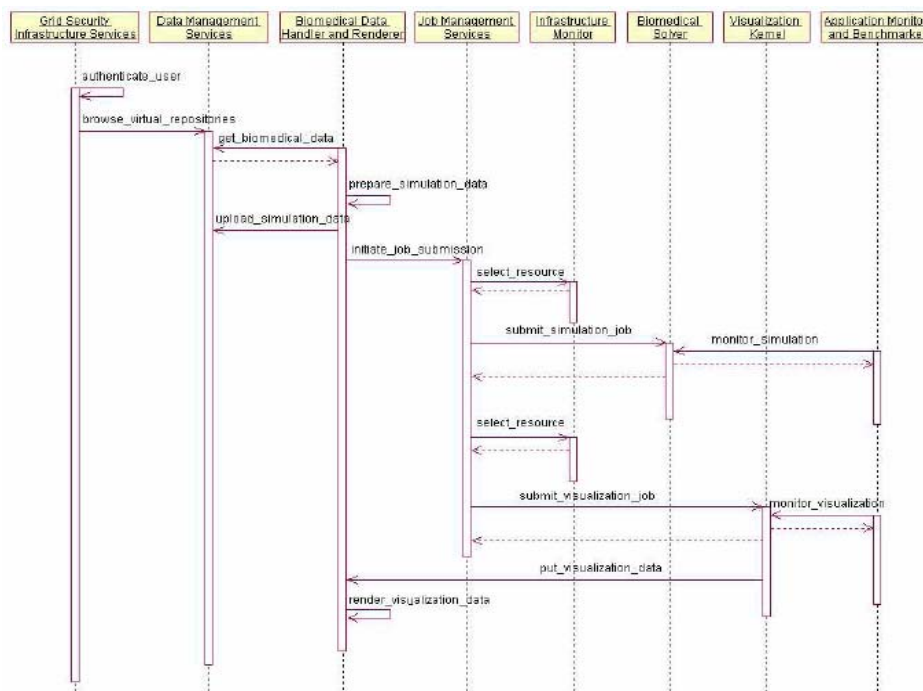 Grid Security
Infrastructure Services
Data Management
Services
Biomedical Data
Handler and Renderer
Job Management
Services
Infrastructure
Monitor
Biomedical
Solver
Visualization
Kernel
Application Monitor
and Benchmarke
authenticate_user
browse_virtual_repositories
get_biomedical_data
prepare_simulation_data
upload_simulation_data
initiate_job_submission
select_resource
submit_simulation_job
monitor_simulation
select_resource
submit_visualization_job
monitor_visualization
put_visualization_data
render_visualization_data